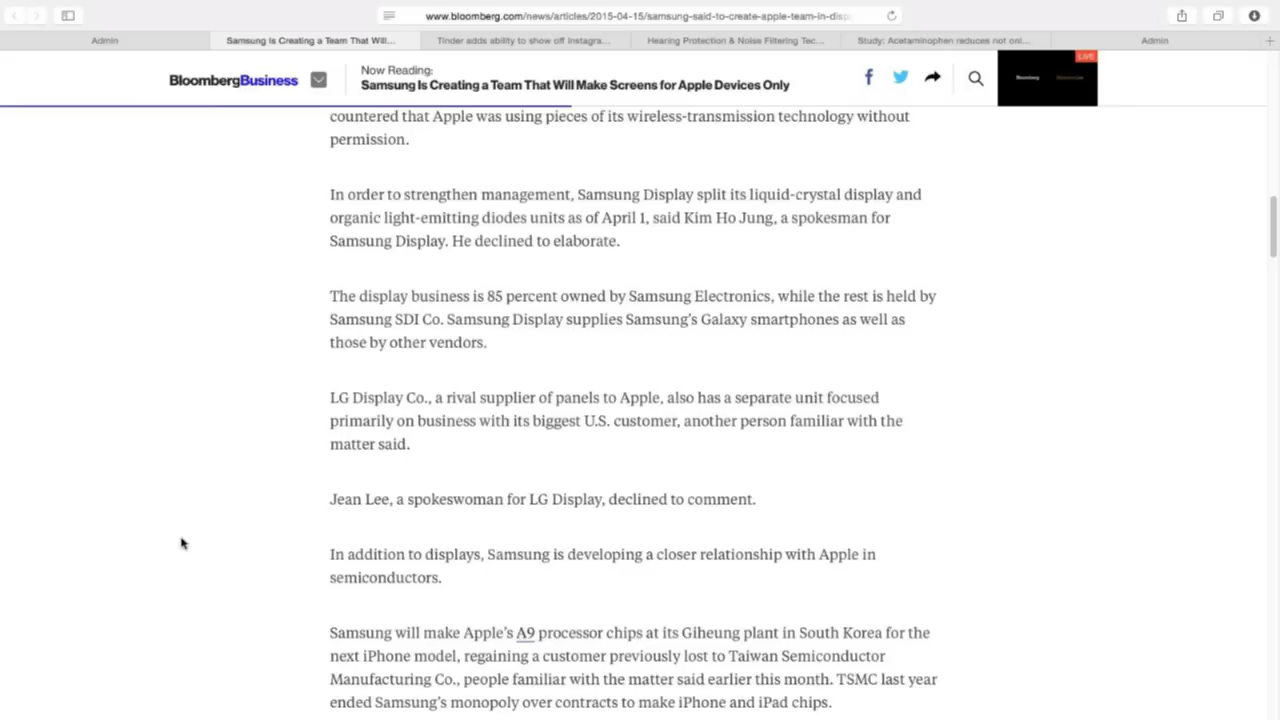 www.bloomberg.com/news/articles/2015-04-15/samsung-said-to-create-apple-team-in-disp
Admin
Samsung Is Creating a Team That Will...
Tinder adds ability to show off Instagra...
Hearing Protection & Noise Filtering Tec...
Study: Acetaminophen reduces not onl...
Admin
BloombergBusiness
Now Reading:
Samsung Is Creating a Team That Will Make Screens for Apple Devices Only
LIVE
Bloomberg
countered that Apple was using pieces of its wireless-transmission technology without
permission.
In order to strengthen management, Samsung Display split its liquid-crystal display and
organic light-emitting diodes units as of April 1, said Kim Ho Jung, a spokesman for
Samsung Display. He declined to elaborate.
The display business is 85 percent owned by Samsung Electronics, while the rest is held by
Samsung SDI Co. Samsung Display supplies Samsung’s Galaxy smartphones as well as
those by other vendors.
LG Display Co., a rival supplier of panels to Apple, also has a separate unit focused
primarily on business with its biggest U.S. customer, another person familiar with the
matter said.
Jean Lee, a spokeswoman for LG Display, declined to comment.
In addition to displays, Samsung is developing a closer relationship with Apple in
semiconductors.
Samsung will make Apple’s A9 processor chips at its Giheung plant in South Korea for the
next iPhone model, regaining a customer previously lost to Taiwan Semiconductor
Manufacturing Co., people familiar with the matter said earlier this month. TSMC last year
ended Samsung’s monopoly over contracts to make iPhone and iPad chips.